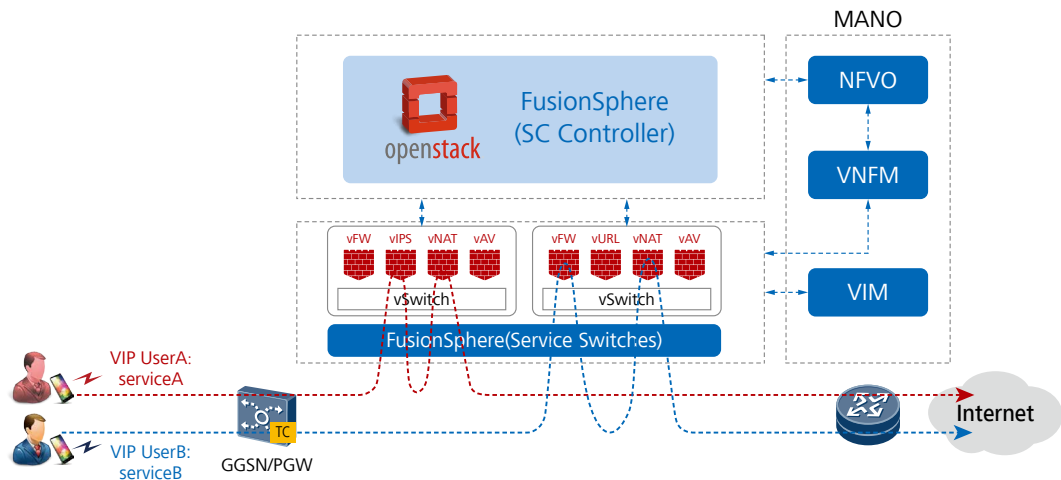 MANO
FusionSphere
(SC Controller)
openstack
NFVO
VNFM
VIM
vFW vIPS vNAT vAV
vSwitch
vFW vURL vNAT vAV
vSwitch
FusionSphere(Service Switches)
VIP UserA:
serviceA
VIP UserB:
serviceB
TC
GGSN/PGW
Internet